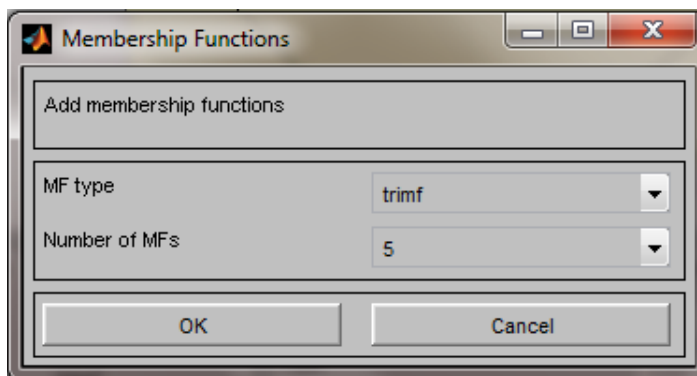 Membership Functions
Add membership functions
MF type
trimf
Number of MFs
5
OK
Cancel